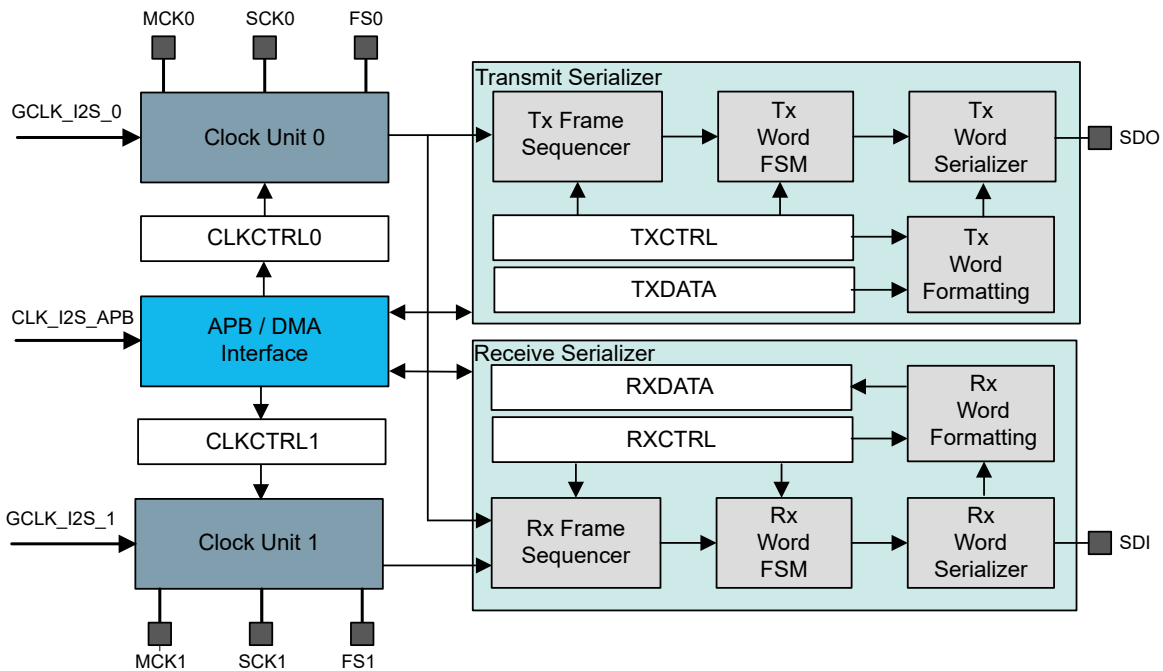 MCK0
SCK0
FS0
GCLK_I2S_0
Clock Unit 0
CLKCTRL0
CLK_I2S_APB
APB / DMA
Interface
CLKCTRL1
GCLK_I2S_1
Clock Unit 1
MCK1
SCK1
FS1
Transmit Serializer
Tx Frame
Sequencer
Tx
Word
FSM
Tx
Word
Serializer
SDO
TXCTRL
TXDATA
Tx
Word
Formatting
Receive Serializer
RXDATA
RXCTRL
Rx
Word
Formatting
Rx Frame
Sequencer
Rx
Word
FSM
Rx
Word
Serializer
SDI